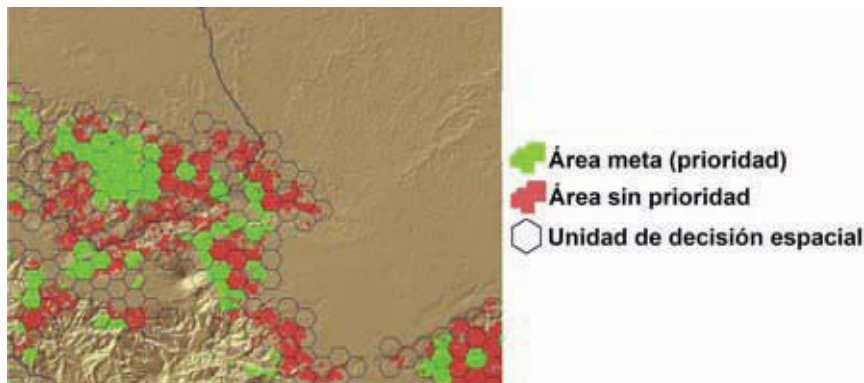 Área meta (prioridad)
Área sin prioridad
Unidad de decisión espacial